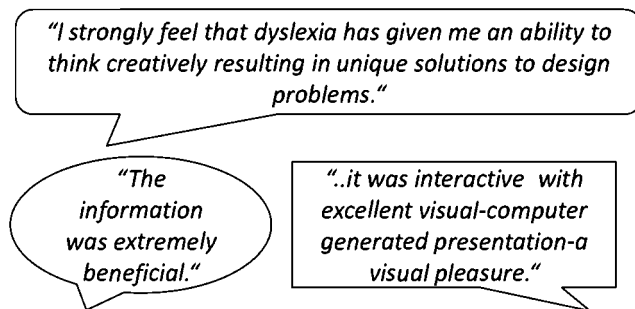 “I strongly feel that dyslexia has given me an ability to
think creatively resulting in unique solutions to design
problems.“
“The
information
was extremely
beneficial.“
“..it was interactive  with
excellent visual-computer
generated presentation-a
visual pleasure.“